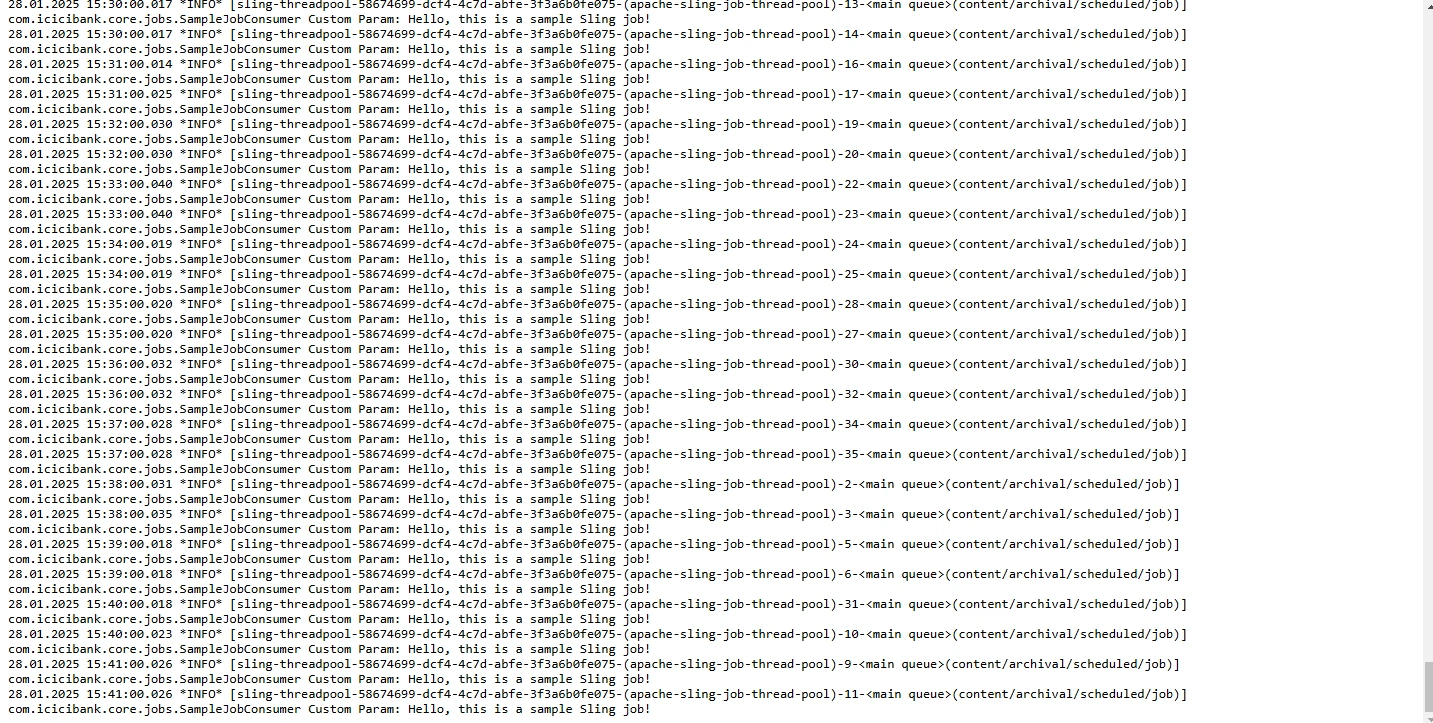 28.01.2025 15:30:00.017 *INFO* [sling-threadpool-58674699-dcf4-4c7d-abfe-3f3a6b0fe075-(apache-sling-job-thread-pool)-13-<main queue>(content/archival/scheduled/job)]
com.icicibank.core.jobs.SampleJobConsumer Custom Param: Hello, this is a sample Sling job!
28.01.2025 15:30:00.017 *INFO* [sling-threadpool-58674699-dcf4-4c7d-abfe-3f3a6b0fe075-(apache-sling-job-thread-pool)-14-<main queue>(content/archival/scheduled/job)]
com.icicibank.core.jobs.SampleJobConsumer Custom Param: Hello, this is a sample Sling job!
28.01.2025 15:31:00.014 *INFO* [sling-threadpool-58674699-dcf4-4c7d-abfe-3f3a6b0fe075-(apache-sling-job-thread-pool)-16-<main queue>(content/archival/scheduled/job)]
com.icicibank.core.jobs.SampleJobConsumer Custom Param: Hello, this is a sample Sling job!
28.01.2025 15:31:00.025 *INFO* [sling-threadpool-58674699-dcf4-4c7d-abfe-3f3a6b0fe075-(apache-sling-job-thread-pool)-17-<main queue>(content/archival/scheduled/job)]
com.icicibank.core.jobs.SampleJobConsumer Custom Param: Hello, this is a sample Sling job!
28.01.2025 15:32:00.030 *INFO* [sling-threadpool-58674699-dcf4-4c7d-abfe-3f3a6b0fe075-(apache-sling-job-thread-pool)-19-<main queue>(content/archival/scheduled/job)]
com.icicibank.core.jobs.SampleJobConsumer Custom Param: Hello, this is a sample Sling job!
28.01.2025 15:32:00.030 *INFO* [sling-threadpool-58674699-dcf4-4c7d-abfe-3f3a6b0fe075-(apache-sling-job-thread-pool)-20-<main queue>(content/archival/scheduled/job)]
com.icicibank.core.jobs.SampleJobConsumer Custom Param: Hello, this is a sample Sling job!
28.01.2025 15:33:00.040 *INFO* [sling-threadpool-58674699-dcf4-4c7d-abfe-3f3a6b0fe075-(apache-sling-job-thread-pool)-22-<main queue>(content/archival/scheduled/job)]
com.icicibank.core.jobs.SampleJobConsumer Custom Param: Hello, this is a sample Sling job!
28.01.2025 15:33:00.040 *INFO* [sling-threadpool-58674699-dcf4-4c7d-abfe-3f3a6b0fe075-(apache-sling-job-thread-pool)-23-<main queue>(content/archival/scheduled/job)]
com.icicibank.core.jobs.SampleJobConsumer Custom Param: Hello, this is a sample Sling job!
28.01.2025 15:34:00.019 *INFO* [sling-threadpool-58674699-dcf4-4c7d-abfe-3f3a6b0fe075-(apache-sling-job-thread-pool)-24-<main queue>(content/archival/scheduled/job)]
com.icicibank.core.jobs.SampleJobConsumer Custom Param: Hello, this is a sample Sling job!
28.01.2025 15:34:00.019 *INFO* [sling-threadpool-58674699-dcf4-4c7d-abfe-3f3a6b0fe075-(apache-sling-job-thread-pool)-25-<main queue>(content/archival/scheduled/job)]
com.icicibank.core.jobs.SampleJobConsumer Custom Param: Hello, this is a sample Sling job!
28.01.2025 15:35:00.020 *INFO* [sling-threadpool-58674699-dcf4-4c7d-abfe-3f3a6b0fe075-(apache-sling-job-thread-pool)-28-<main queue>(content/archival/scheduled/job)]
com.icicibank.core.jobs.SampleJobConsumer Custom Param: Hello, this is a sample Sling job!
28.01.2025 15:35:00.020 *INFO* [sling-threadpool-58674699-dcf4-4c7d-abfe-3f3a6b0fe075-(apache-sling-job-thread-pool)-27-<main queue>(content/archival/scheduled/job)]
com.icicibank.core.jobs.SampleJobConsumer Custom Param: Hello, this is a sample Sling job!
28.01.2025 15:36:00.032 *INFO* [sling-threadpool-58674699-dcf4-4c7d-abfe-3f3a6b0fe075-(apache-sling-job-thread-pool)-30-<main queue>(content/archival/scheduled/job)]
com.icicibank.core.jobs.SampleJobConsumer Custom Param: Hello, this is a sample Sling job!
28.01.2025 15:36:00.032 *INFO* [sling-threadpool-58674699-dcf4-4c7d-abfe-3f3a6b0fe075-(apache-sling-job-thread-pool)-32-<main queue>(content/archival/scheduled/job)]
com.icicibank.core.jobs.SampleJobConsumer Custom Param: Hello, this is a sample Sling job!
28.01.2025 15:37:00.028 *INFO* [sling-threadpool-58674699-dcf4-4c7d-abfe-3f3a6b0fe075-(apache-sling-job-thread-pool)-34-<main queue>(content/archival/scheduled/job)]
com.icicibank.core.jobs.SampleJobConsumer Custom Param: Hello, this is a sample Sling job!
28.01.2025 15:37:00.028 *INFO* [sling-threadpool-58674699-dcf4-4c7d-abfe-3f3a6b0fe075-(apache-sling-job-thread-pool)-35-<main queue>(content/archival/scheduled/job)]
com.icicibank.core.jobs.SampleJobConsumer Custom Param: Hello, this is a sample Sling job!
28.01.2025 15:38:00.031 *INFO* [sling-threadpool-58674699-dcf4-4c7d-abfe-3f3a6b0fe075-(apache-sling-job-thread-pool)-2-<main queue>(content/archival/scheduled/job)]
com.icicibank.core.jobs.SampleJobConsumer Custom Param: Hello, this is a sample Sling job!
28.01.2025 15:38:00.035 *INFO* [sling-threadpool-58674699-dcf4-4c7d-abfe-3f3a6b0fe075-(apache-sling-job-thread-pool)-3-<main queue>(content/archival/scheduled/job)]
com.icicibank.core.jobs.SampleJobConsumer Custom Param: Hello, this is a sample Sling job!
28.01.2025 15:39:00.018 *INFO* [sling-threadpool-58674699-dcf4-4c7d-abfe-3f3a6b0fe075-(apache-sling-job-thread-pool)-5-<main queue>(content/archival/scheduled/job)]
com.icicibank.core.jobs.SampleJobConsumer Custom Param: Hello, this is a sample Sling job!
28.01.2025 15:39:00.018 *INFO* [sling-threadpool-58674699-dcf4-4c7d-abfe-3f3a6b0fe075-(apache-sling-job-thread-pool)-6-<main queue>(content/archival/scheduled/job)]
com.icicibank.core.jobs.SampleJobConsumer Custom Param: Hello, this is a sample Sling job!
28.01.2025 15:40:00.018 *INFO* [sling-threadpool-58674699-dcf4-4c7d-abfe-3f3a6b0fe075-(apache-sling-job-thread-pool)-31-<main queue>(content/archival/scheduled/job)]
com.icicibank.core.jobs.SampleJobConsumer Custom Param: Hello, this is a sample Sling job!
28.01.2025 15:40:00.023 *INFO* [sling-threadpool-58674699-dcf4-4c7d-abfe-3f3a6b0fe075-(apache-sling-job-thread-pool)-10-<main queue>(content/archival/scheduled/job)]
com.icicibank.core.jobs.SampleJobConsumer Custom Param: Hello, this is a sample Sling job!
28.01.2025 15:41:00.026 *INFO* [sling-threadpool-58674699-dcf4-4c7d-abfe-3f3a6b0fe075-(apache-sling-job-thread-pool)-9-<main queue>(content/archival/scheduled/job)]
com.icicibank.core.jobs.SampleJobConsumer Custom Param: Hello, this is a sample Sling job!
28.01.2025 15:41:00.026 *INFO* [sling-threadpool-58674699-dcf4-4c7d-abfe-3f3a6b0fe075-(apache-sling-job-thread-pool)-11-<main queue>(content/archival/scheduled/job)]
com.icicibank.core.jobs.SampleJobConsumer Custom Param: Hello, this is a sample Sling job!